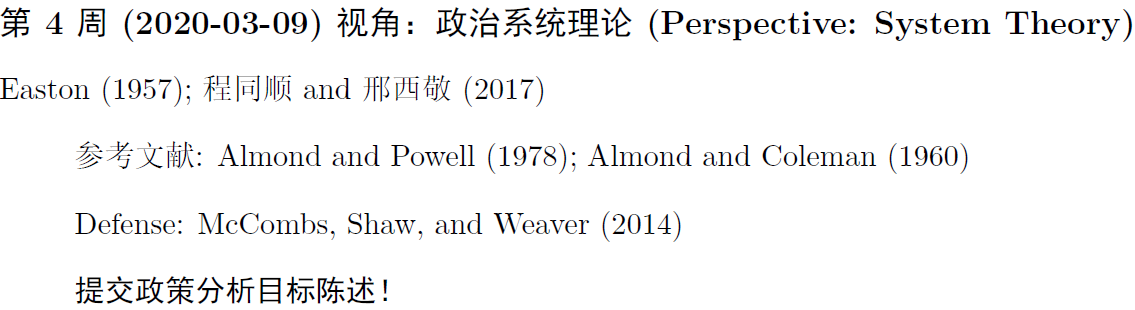 第 4 周 (2020-03-09) 视角：政治系统理论 (Perspective: System Theory)
Easton (1957); 程同顺 and 邢西敬 (2017)
参考文献: Almond and Powell (1978); Almond and Coleman (1960)
Defense: McCombs, Shaw, and Weaver (2014)
提交政策分析目标陈述！